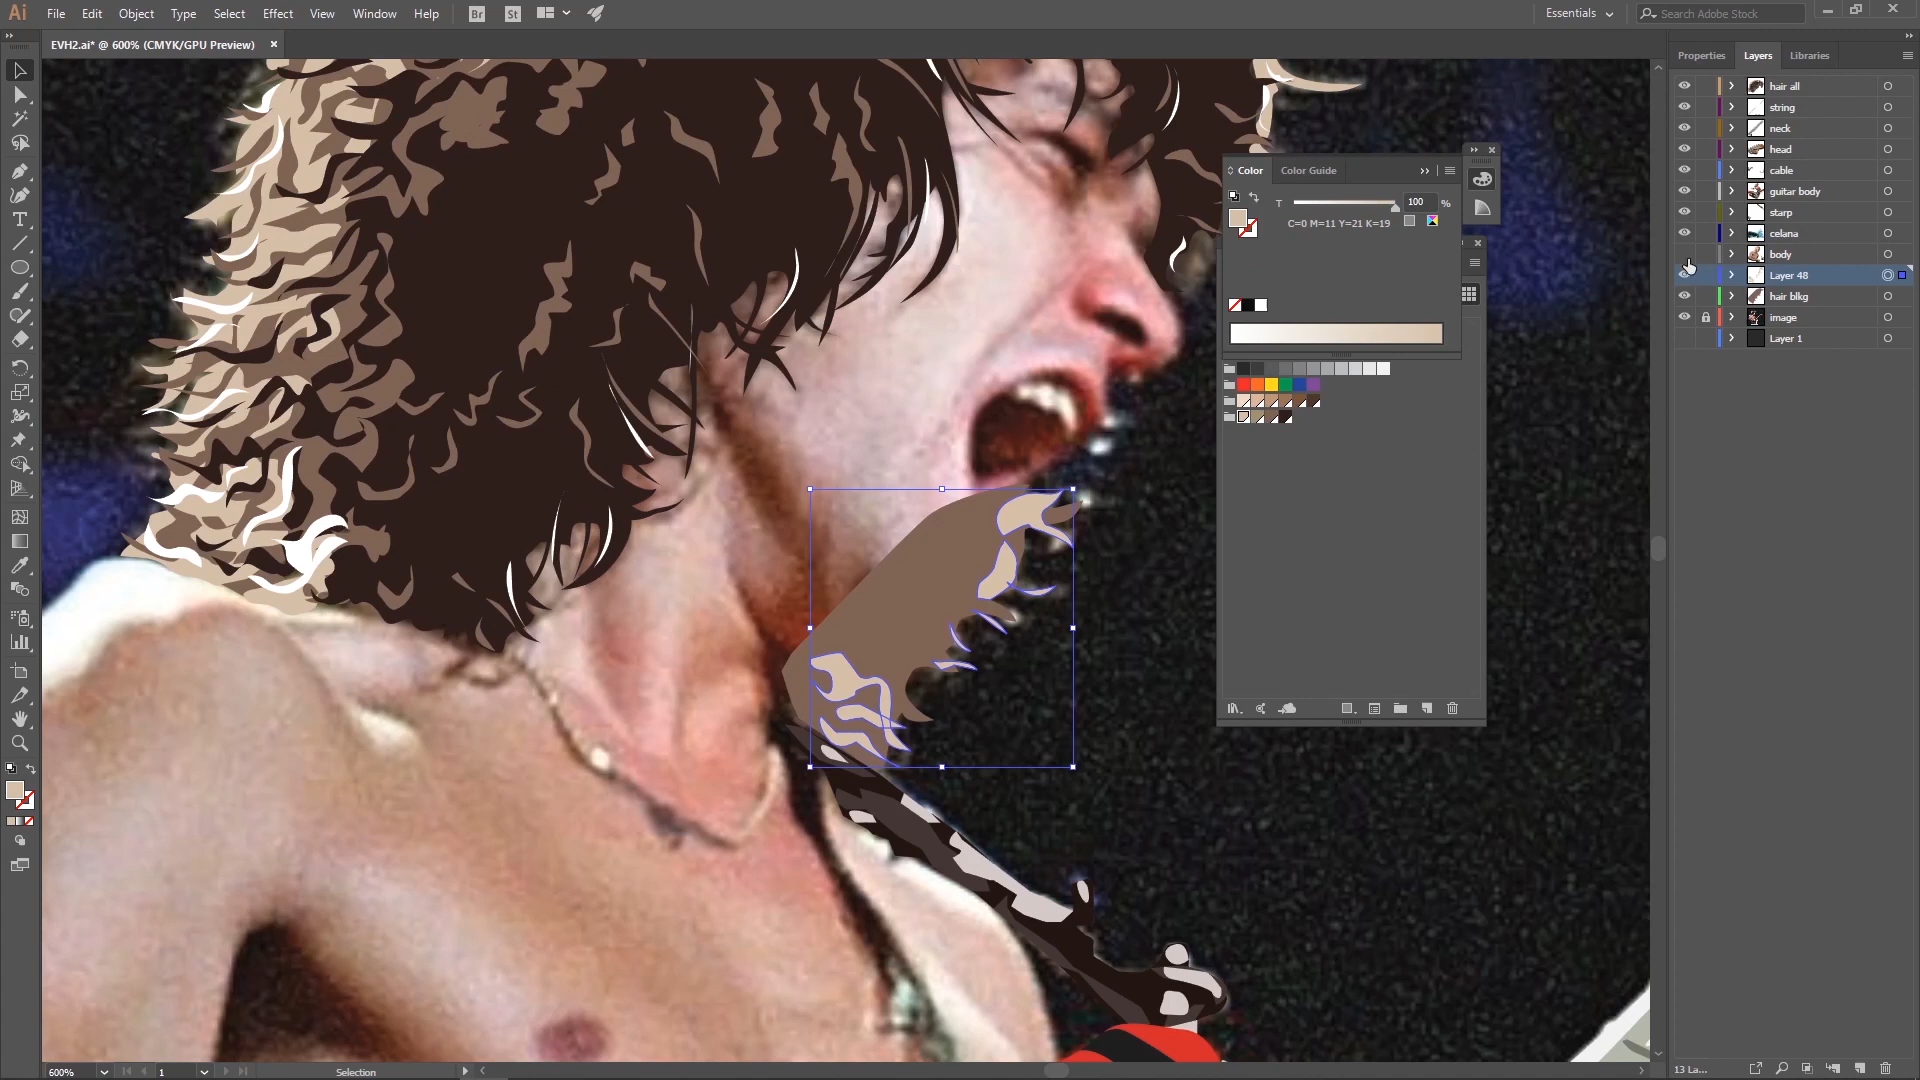 Ai File Edit Object Type Select Effect View Window Help Br St Essentials Search Adobe Stock
EVH2.ai* @ 600% (CMYK/GPU Preview)
Properties Layers Libraries
hair all
string
neck
head
cable
guitar body
starp
celana
body
Layer 48
hair blkg
image
Layer 1
Color Color Guide
T 100 %
C=0 M=11 Y=21 K=19
600% 1 Selection
13 La...